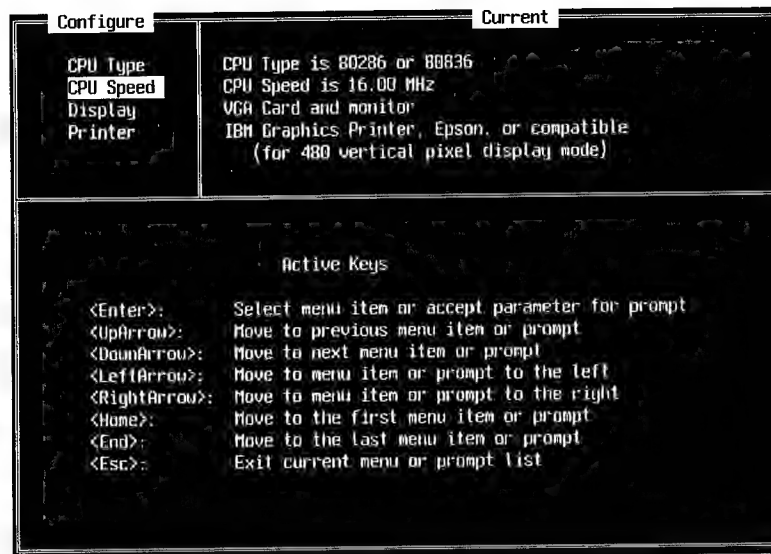 Configure
Current
CPU Type
CPU Speed
Display
Printer
CPU Type is 80286 or 80836
CPU Speed is 16.00 MHz
VGA Card and monitor
IBM Graphics Printer, Epson, or compatible
(for 480 vertical pixel display mode)
Active Keys
<Enter>: Select menu item or accept parameter for prompt
<UpArrow>: Move to previous menu item or prompt
<DownArrow>: Move to next menu item or prompt
<LeftArrow>: Move to menu item or prompt to the left
<RightArrow>: Move to menu item or prompt to the right
<Home>: Move to the first menu item or prompt
<End>: Move to the last menu item or prompt
<Esc>: Exit current menu or prompt list